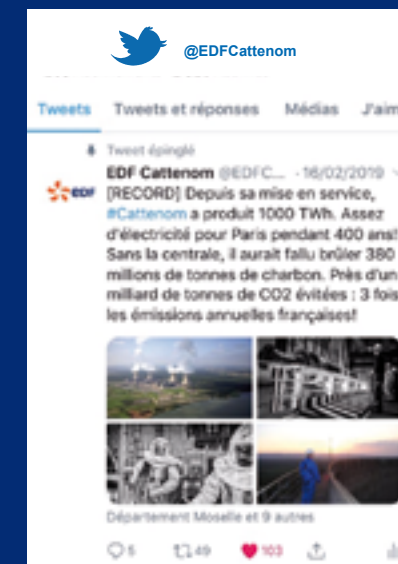 @EDFCattenom
Tweets Tweets et réponses Médias J'aim
Tweet épinglé
EDF Cattenom @EDFC... · 16/02/2019
EDF
[RECORD] Depuis sa mise en service,
#Cattenom a produit 1000 TWh. Assez
d'électricité pour Paris pendant 400 ans!
Sans la centrale, il aurait fallu brûler 380
millions de tonnes de charbon. Près d'un
milliard de tonnes de CO2 évitées : 3 fois
les émissions annuelles françaises!
Département Moselle et 9 autres
5 49 103